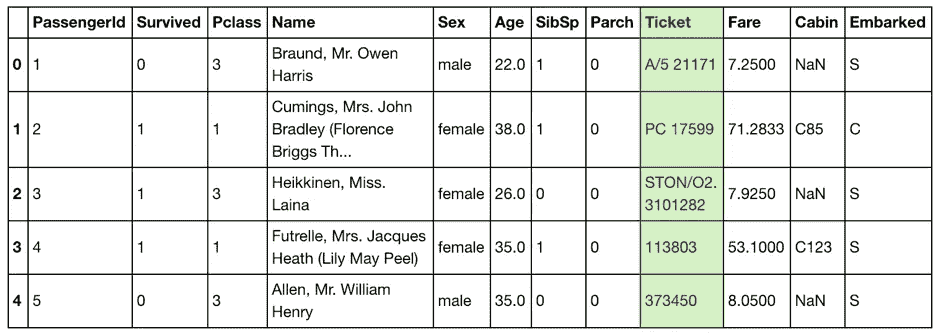 PassengerId Survived Pclass Name Sex Age SibSp Parch Ticket Fare Cabin Embarked
0 1 0 3 Braund, Mr. Owen Harris male 22.0 1 0 A/5 21171 7.2500 NaN S
1 2 1 1 Cumings, Mrs. John Bradley (Florence Briggs Th... female 38.0 1 0 PC 17599 71.2833 C85 C
2 3 1 3 Heikkinen, Miss. Laina female 26.0 0 0 STON/O2. 3101282 7.9250 NaN S
3 4 1 1 Futrelle, Mrs. Jacques Heath (Lily May Peel) female 35.0 1 0 113803 53.1000 C123 S
4 5 0 3 Allen, Mr. William Henry male 35.0 0 0 373450 8.0500 NaN S